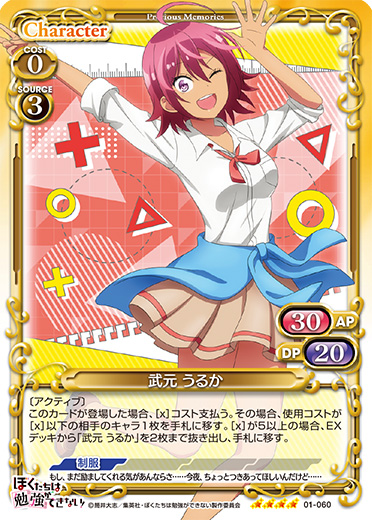 Precious Memories
Character
COST
0
SOURCE
3
30 AP
DP 20
武元 うるか
[アクティブ]
このカードが登場した場合、[x]コスト支払う。その場合、使用コストが
[x]以下の相手のキャラ1枚を手札に移す。[x]が5以上の場合、EX
デッキから「武元 うるか」を2枚まで抜き出し、手札に移す。
制服
もし、まだ励ましてくれる気があんなら……今夜、ちょっとつきあってほしいんだけど……
ぼくたちは
勉強ができない
©筒井大志/集英社・ぼくたちは勉強ができない製作委員会
★★★★ 01-060